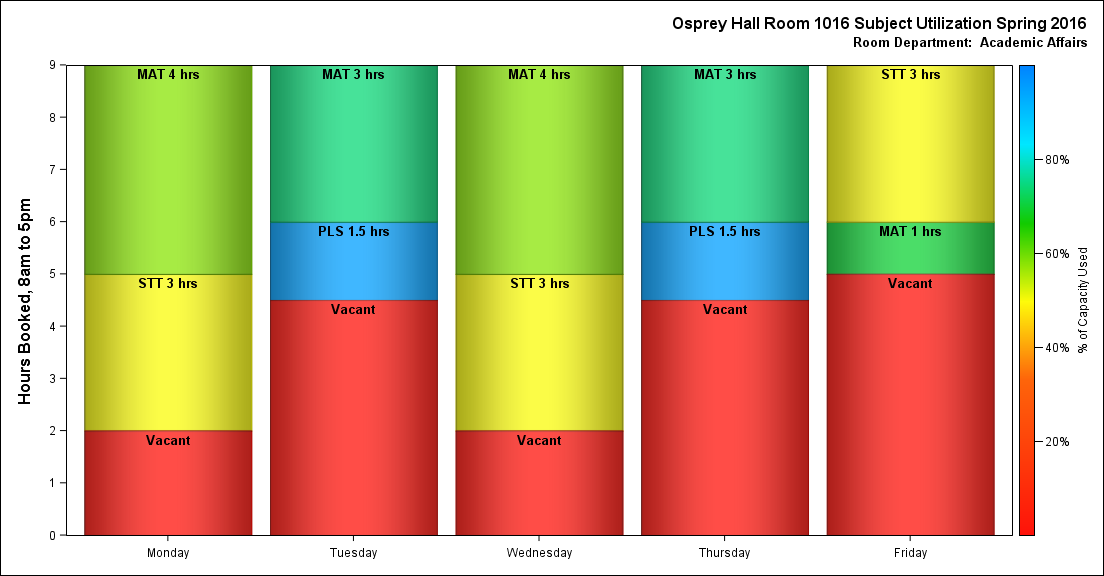 Osprey Hall Room 1016 Subject Utilization Spring 2016
Room Department: Academic Affairs
Hours Booked, 8am to 5pm
9
8
7
6
5
4
3
2
1
0
MAT 4 hrs
STT 3 hrs
Vacant
MAT 3 hrs
PLS 1.5 hrs
Vacant
MAT 4 hrs
STT 3 hrs
Vacant
MAT 3 hrs
PLS 1.5 hrs
Vacant
STT 3 hrs
MAT 1 hrs
Vacant
Monday
Tuesday
Wednesday
Thursday
Friday
80%
60%
40%
20%
% of Capacity Used